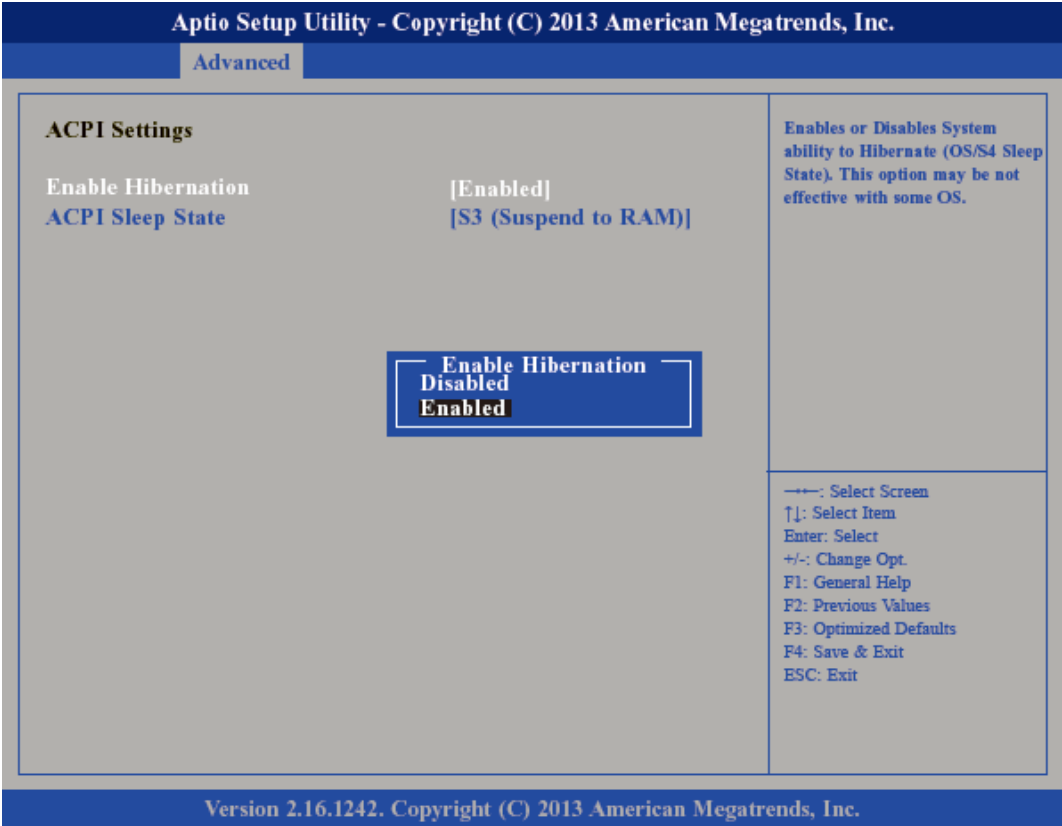 Aptio Setup Utility - Copyright (C) 2013 American Megatrends, Inc.
Advanced
ACPI Settings
Enable Hibernation [Enabled]
ACPI Sleep State [S3 (Suspend to RAM)]
Enable Hibernation
Disabled
Enabled
Enables or Disables System
ability to Hibernate (OS/S4 Sleep
State). This option may be not
effective with some OS.
→←: Select Screen
↑↓: Select Item
Enter: Select
+/-: Change Opt.
F1: General Help
F2: Previous Values
F3: Optimized Defaults
F4: Save & Exit
ESC: Exit
Version 2.16.1242. Copyright (C) 2013 American Megatrends, Inc.